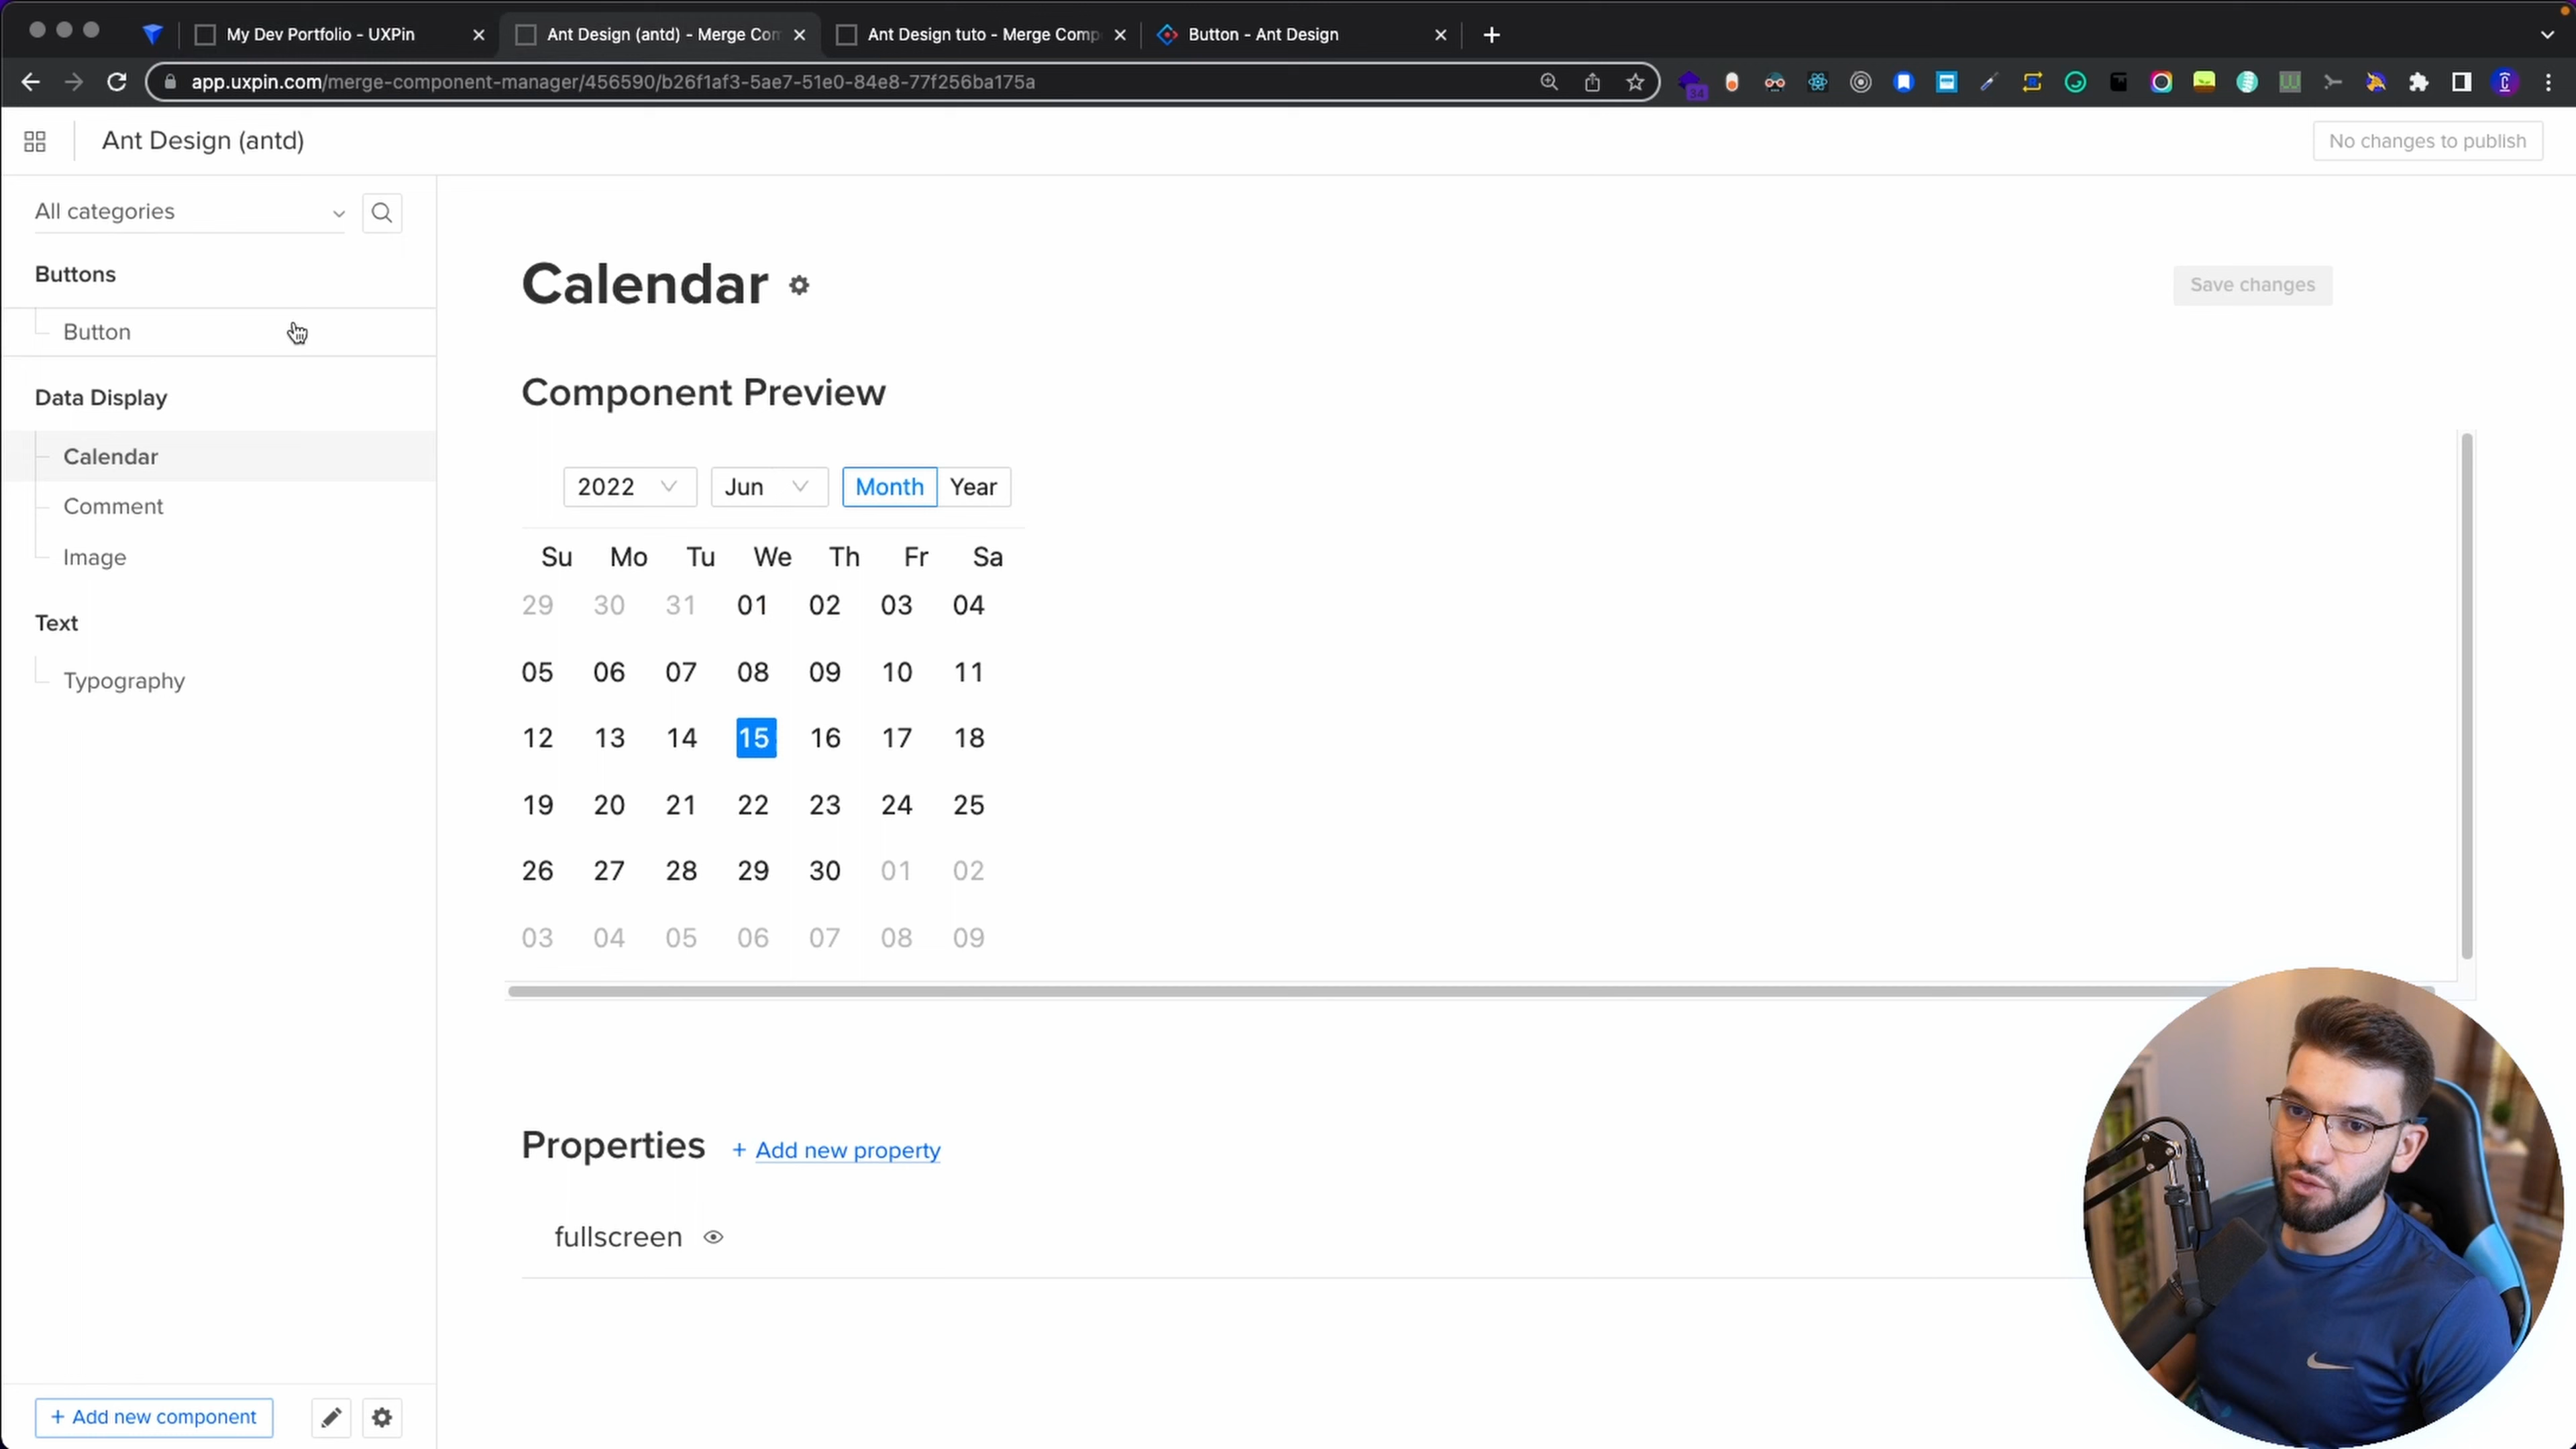 My Dev Portfolio - UXPin
Ant Design (antd) - Merge Com
Ant Design tuto - Merge Comp
Button - Ant Design
app.uxpin.com/merge-component-manager/456590/b26f1af3-5ae7-51e0-84e8-77f256ba175a
34
Ant Design (antd)
No changes to publish
All categories
Buttons
Button
Data Display
Calendar
Comment
Image
Text
Typography
+ Add new component
Calendar
Save changes
Component Preview
2022 Jun Month Year
Su Mo Tu We Th Fr Sa
29 30 31 01 02 03 04
05 06 07 08 09 10 11
12 13 14 15 16 17 18
19 20 21 22 23 24 25
26 27 28 29 30 01 02
03 04 05 06 07 08 09
Properties + Add new property
fullscreen